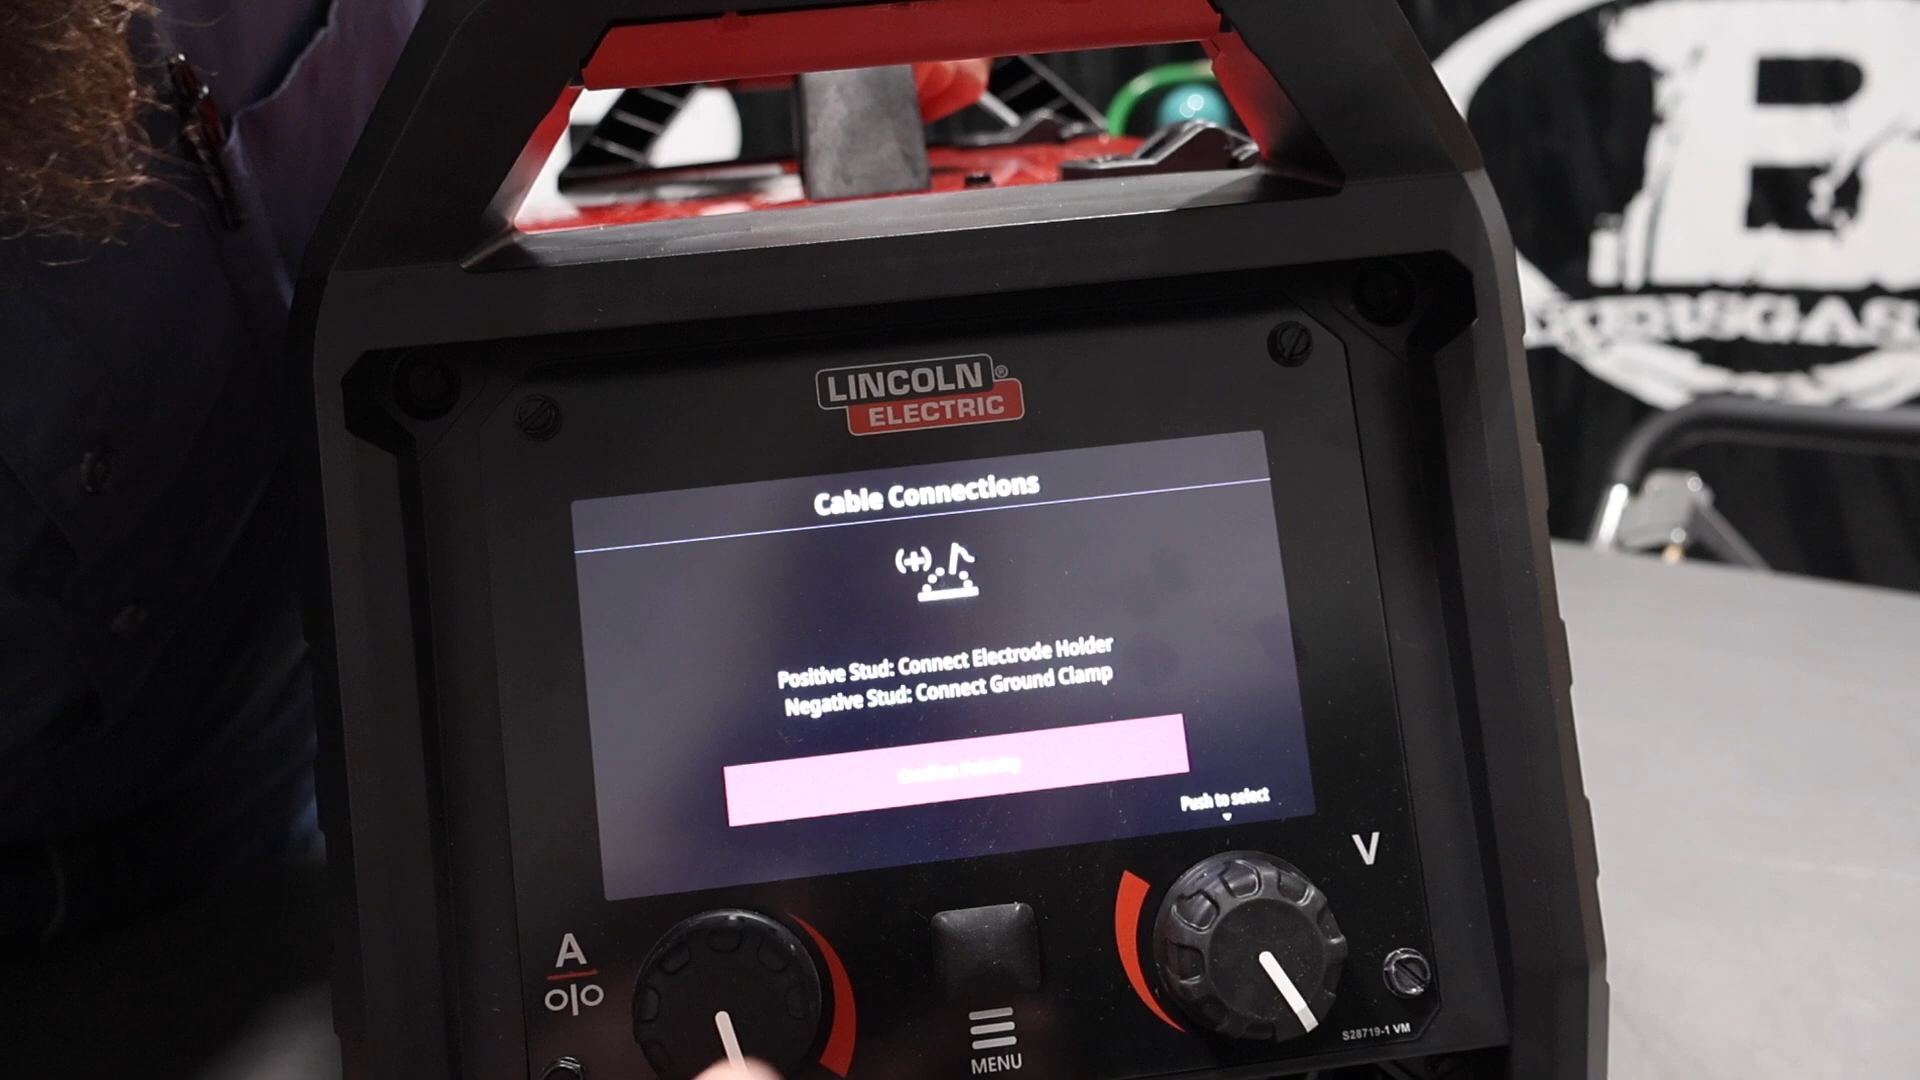 B
LINCOLN®
ELECTRIC
Cable Connections
(+)
Positive Stud: Connect Electrode Holder
Negative Stud: Connect Ground Clamp
Confirm Polarity
Push to select
V
A
MENU
S28719-1 VM